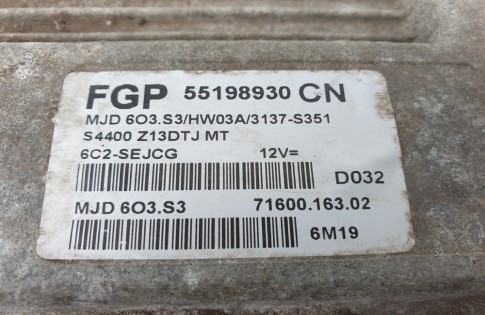 FGP 55198930 CN
MJD 6O3.S3/HW03A/3137-S351
S4400 Z13DTJ MT
6C2-SEJCG 12V=
D032
MJD 6O3.S3 71600.163.02
6M19